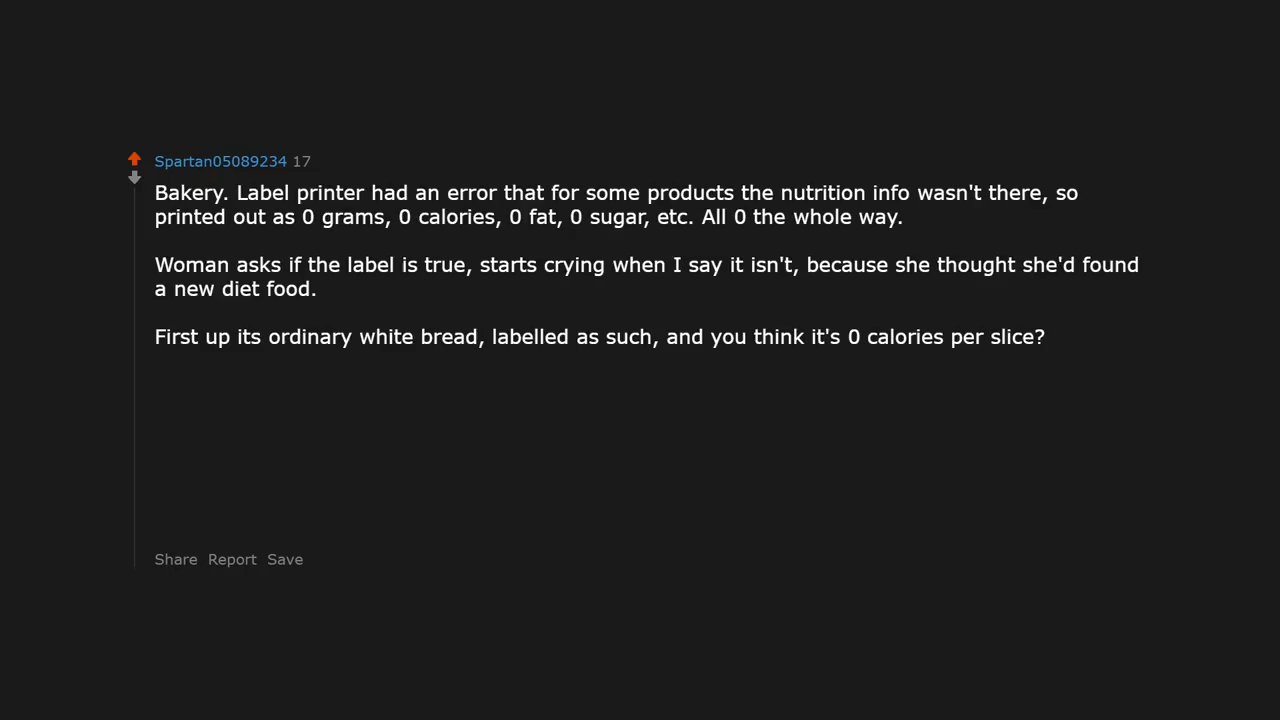 Spartan05089234 17
Bakery. Label printer had an error that for some products the nutrition info wasn't there, so
printed out as 0 grams, 0 calories, 0 fat, 0 sugar, etc. All 0 the whole way.
Woman asks if the label is true, starts crying when I say it isn't, because she thought she'd found
a new diet food.
First up its ordinary white bread, labelled as such, and you think it's 0 calories per slice?
Share Report Save